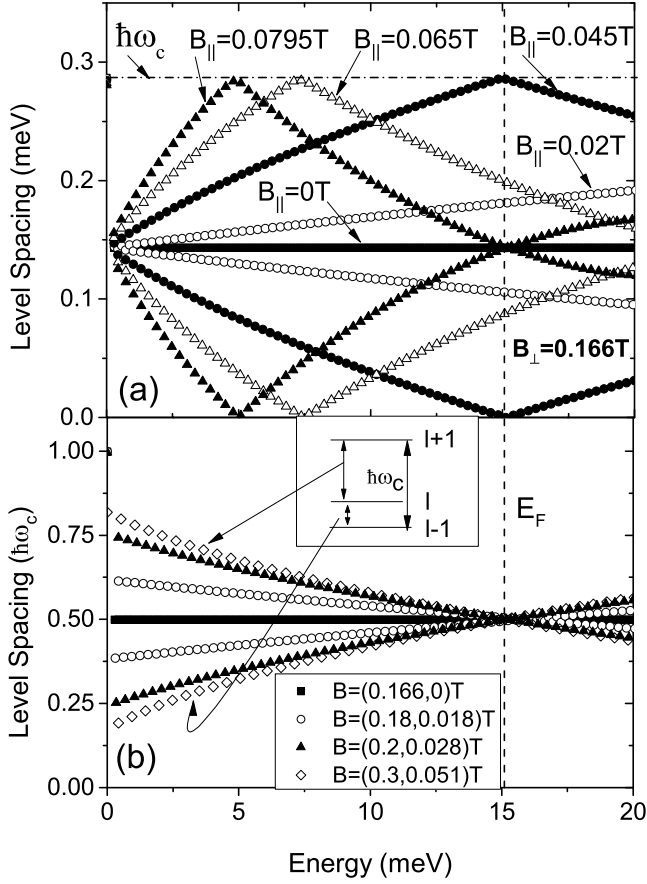 ħω_c
B_||=0.0795T
B_||=0.065T
B_||=0.045T
B_||=0.02T
B_||=0T
B_⊥=0.166T
(a)
0.3
0.2
0.1
0.0
Level Spacing (meV)
l+1
ħω_c
l
l-1
E_F
1.00
0.75
0.50
0.25
0.00
Level Spacing (ħω_c)
B=(0.166,0)T
B=(0.18,0.018)T
B=(0.2,0.028)T
B=(0.3,0.051)T
(b)
0 5 10 15 20
Energy (meV)